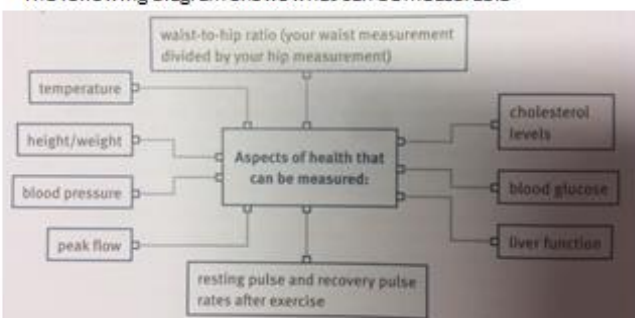 waist-to-hip ratio (your waist measurement
divided by your hip measurement)
temperature
height/weight
blood pressure
peak flow
Aspects of health that
can be measured:
cholesterol
levels
blood glucose
liver function
resting pulse and recovery pulse
rates after exercise